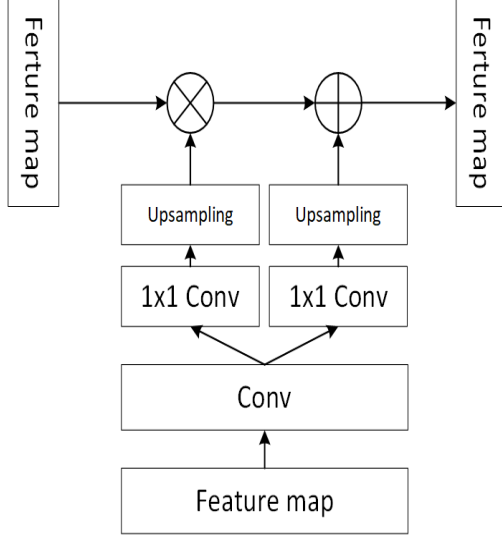 Ferture map
Ferture map
Upsampling
Upsampling
1x1 Conv
1x1 Conv
Conv
Feature map